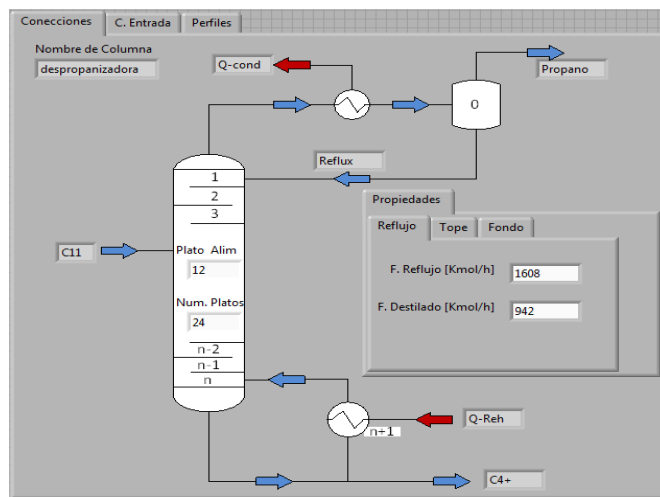 Conecciones C. Entrada Perfiles
Nombre de Columna
despropanizadora
Q-cond
Propano
0
Reflux
1
2
3
C11
Plato Alim
12
Num. Platos
24
n-2
n-1
n
Propiedades
Reflujo Tope Fondo
F. Reflujo [Kmol/h] 1608
F. Destilado [Kmol/h] 942
Q-Reh
n+1
C4+